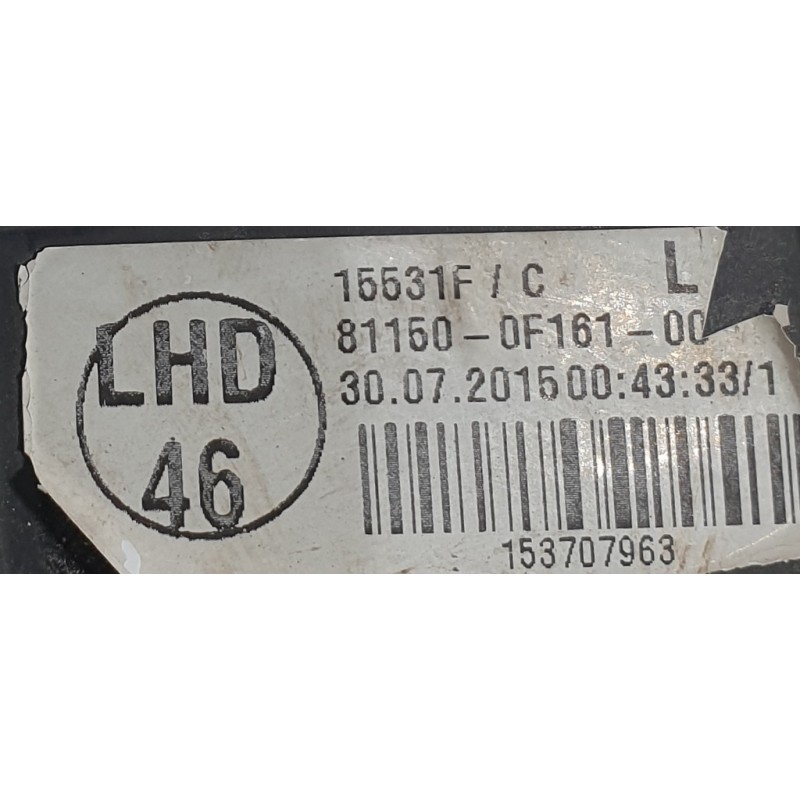 LHD
46
15531F / C L
81150-0F161-00
30.07.2015 00:43:33/1
153707963